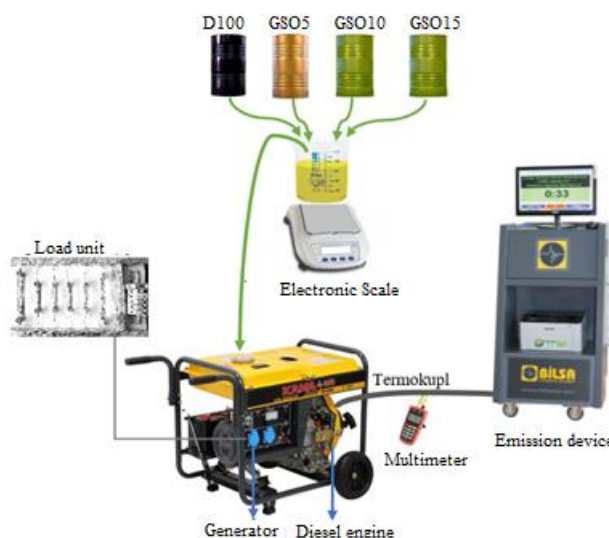 D100 GSO5 GSO10 GSO15
0:33
Load unit
Electronic Scale
KAMA
Termokupl
BİLSA
Multimeter
Emission device
Generator Diesel engine